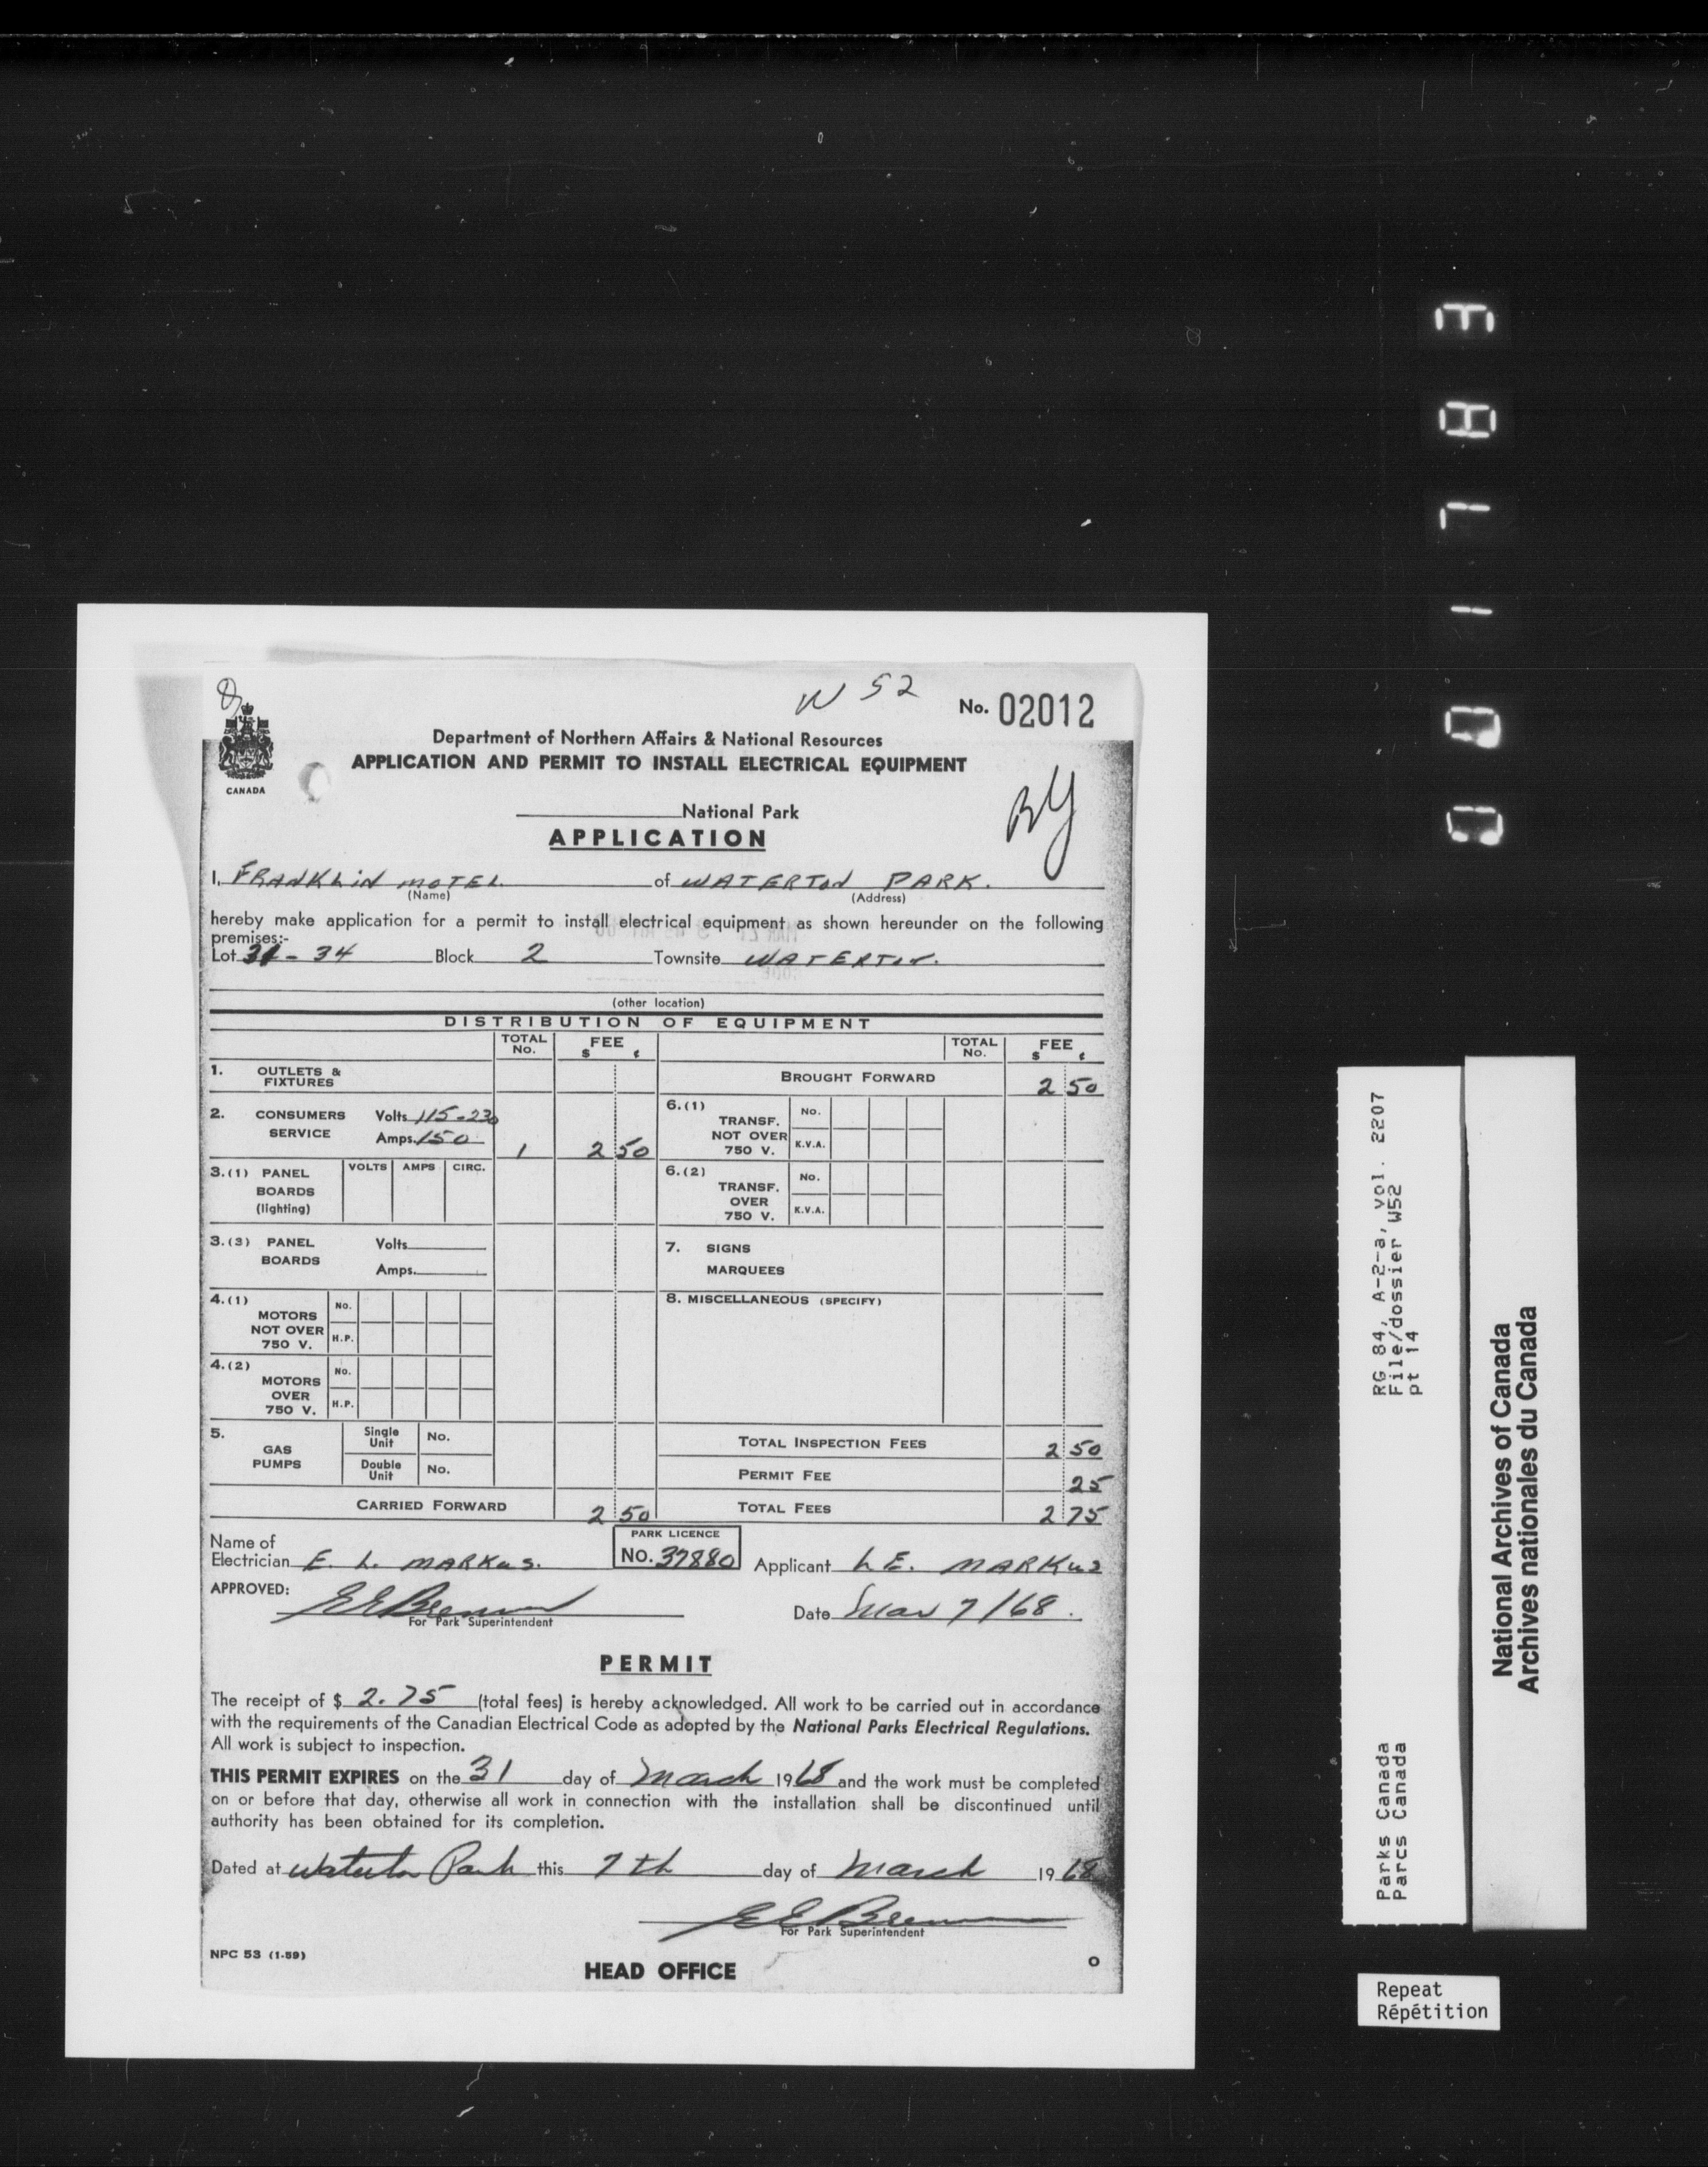 W 52
No. 02012
CANADA
Department of Northern Affairs & National Resources
APPLICATION AND PERMIT TO INSTALL ELECTRICAL EQUIPMENT
National Park
APPLICATION
I, FRANKLIN MOTEL of WATERTON PARK.
(Name) (Address)
hereby make application for a permit to install electrical equipment as shown hereunder on the following
premises:-
Lot - 34 Block 2 Townsite WATERTON.
(other location)
DISTRIBUTION OF EQUIPMENT
TOTAL No. FEE $ ¢ TOTAL No. FEE $ ¢
1. OUTLETS & FIXTURES
BROUGHT FORWARD 2 50
2. CONSUMERS SERVICE Volts 115-230 Amps. 150 1 2 50
6.(1) TRANSF. NOT OVER 750 V. No. K.V.A.
3.(1) PANEL BOARDS (lighting) VOLTS AMPS CIRC.
6.(2) TRANSF. OVER 750 V. No. K.V.A.
3.(3) PANEL BOARDS Volts Amps.
7. SIGNS MARQUEES
4.(1) MOTORS NOT OVER 750 V. No. H.P.
8. MISCELLANEOUS (SPECIFY)
4.(2) MOTORS OVER 750 V. No. H.P.
5. GAS PUMPS Single Unit No. Double Unit No.
TOTAL INSPECTION FEES 2 50
PERMIT FEE 25
CARRIED FORWARD 2 50 TOTAL FEES 2 75
Name of
Electrician E. L. MARKUS. PARK LICENCE NO. 37880 Applicant L E. MARKUS
APPROVED:
For Park Superintendent
Date Mar 7/68.
PERMIT
The receipt of $ 2.75 (total fees) is hereby acknowledged. All work to be carried out in accordance
with the requirements of the Canadian Electrical Code as adopted by the National Parks Electrical Regulations.
All work is subject to inspection.
THIS PERMIT EXPIRES on the 31 day of March 1968 and the work must be completed
on or before that day, otherwise all work in connection with the installation shall be discontinued until
authority has been obtained for its completion.
Dated at Waterton Park this 7th day of March 1968
For Park Superintendent
NPC 53 (1-59)
HEAD OFFICE
RG 84, A-2-a, vol. 2207
File/dossier W52
pt 14
Parks Canada
Parcs Canada
National Archives of Canada
Archives nationales du Canada
Repeat
Répétition